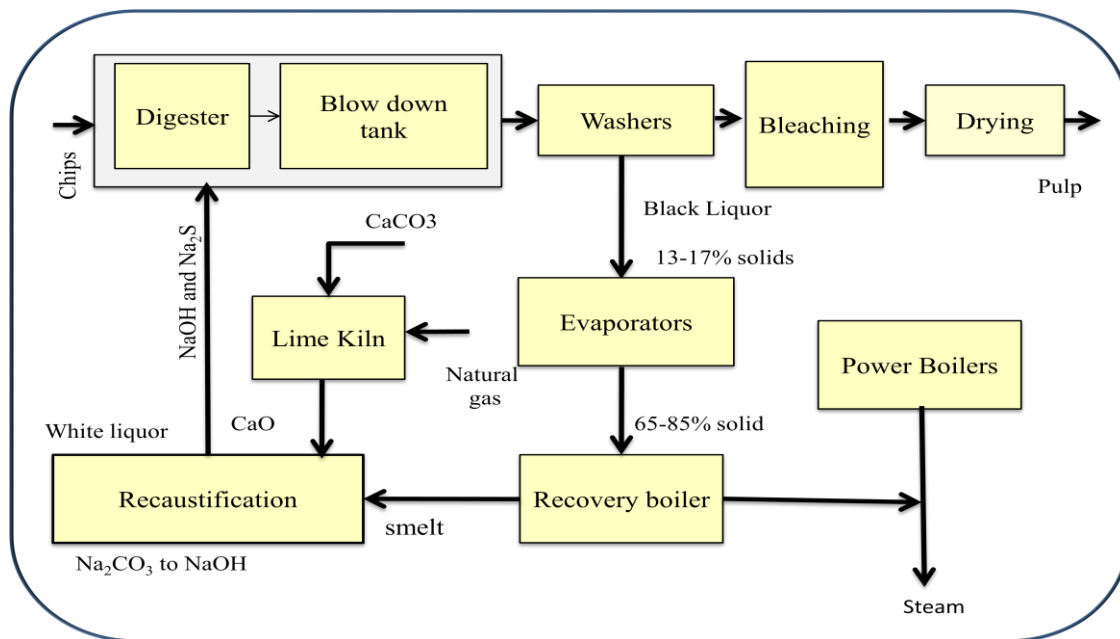 Digester
Blow down
tank
Washers
Bleaching
Drying
Chips
Pulp
NaOH and Na₂S
CaCO3
Black Liquor
13-17% solids
Lime Kiln
Evaporators
Natural
gas
Power Boilers
White liquor
CaO
65-85% solid
Recaustification
smelt
Recovery boiler
Na₂CO₃ to NaOH
Steam